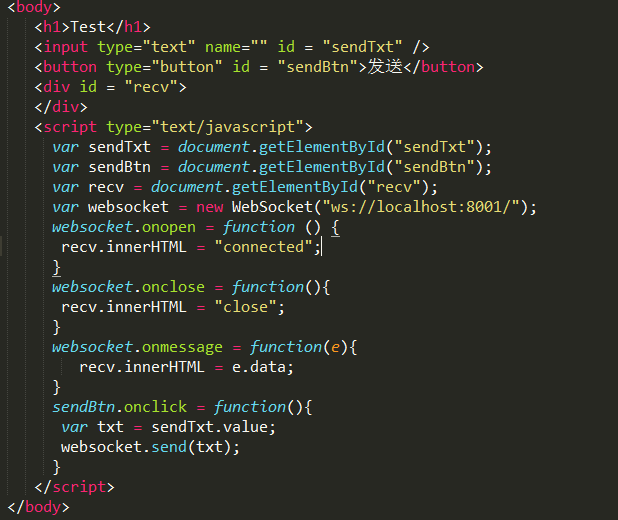 <body>
<h1>Test</h1>
<input type="text" name="" id = "sendTxt" />
<button type="button" id = "sendBtn">发送</button>
<div id = "recv">
</div>
<script type="text/javascript">
var sendTxt = document.getElementById("sendTxt");
var sendBtn = document.getElementById("sendBtn");
var recv = document.getElementById("recv");
var websocket = new WebSocket("ws://localhost:8001/");
websocket.onopen = function () {
recv.innerHTML = "connected";
}
websocket.onclose = function(){
recv.innerHTML = "close";
}
websocket.onmessage = function(e){
recv.innerHTML = e.data;
}
sendBtn.onclick = function(){
var txt = sendTxt.value;
websocket.send(txt);
}
</script>
</body>